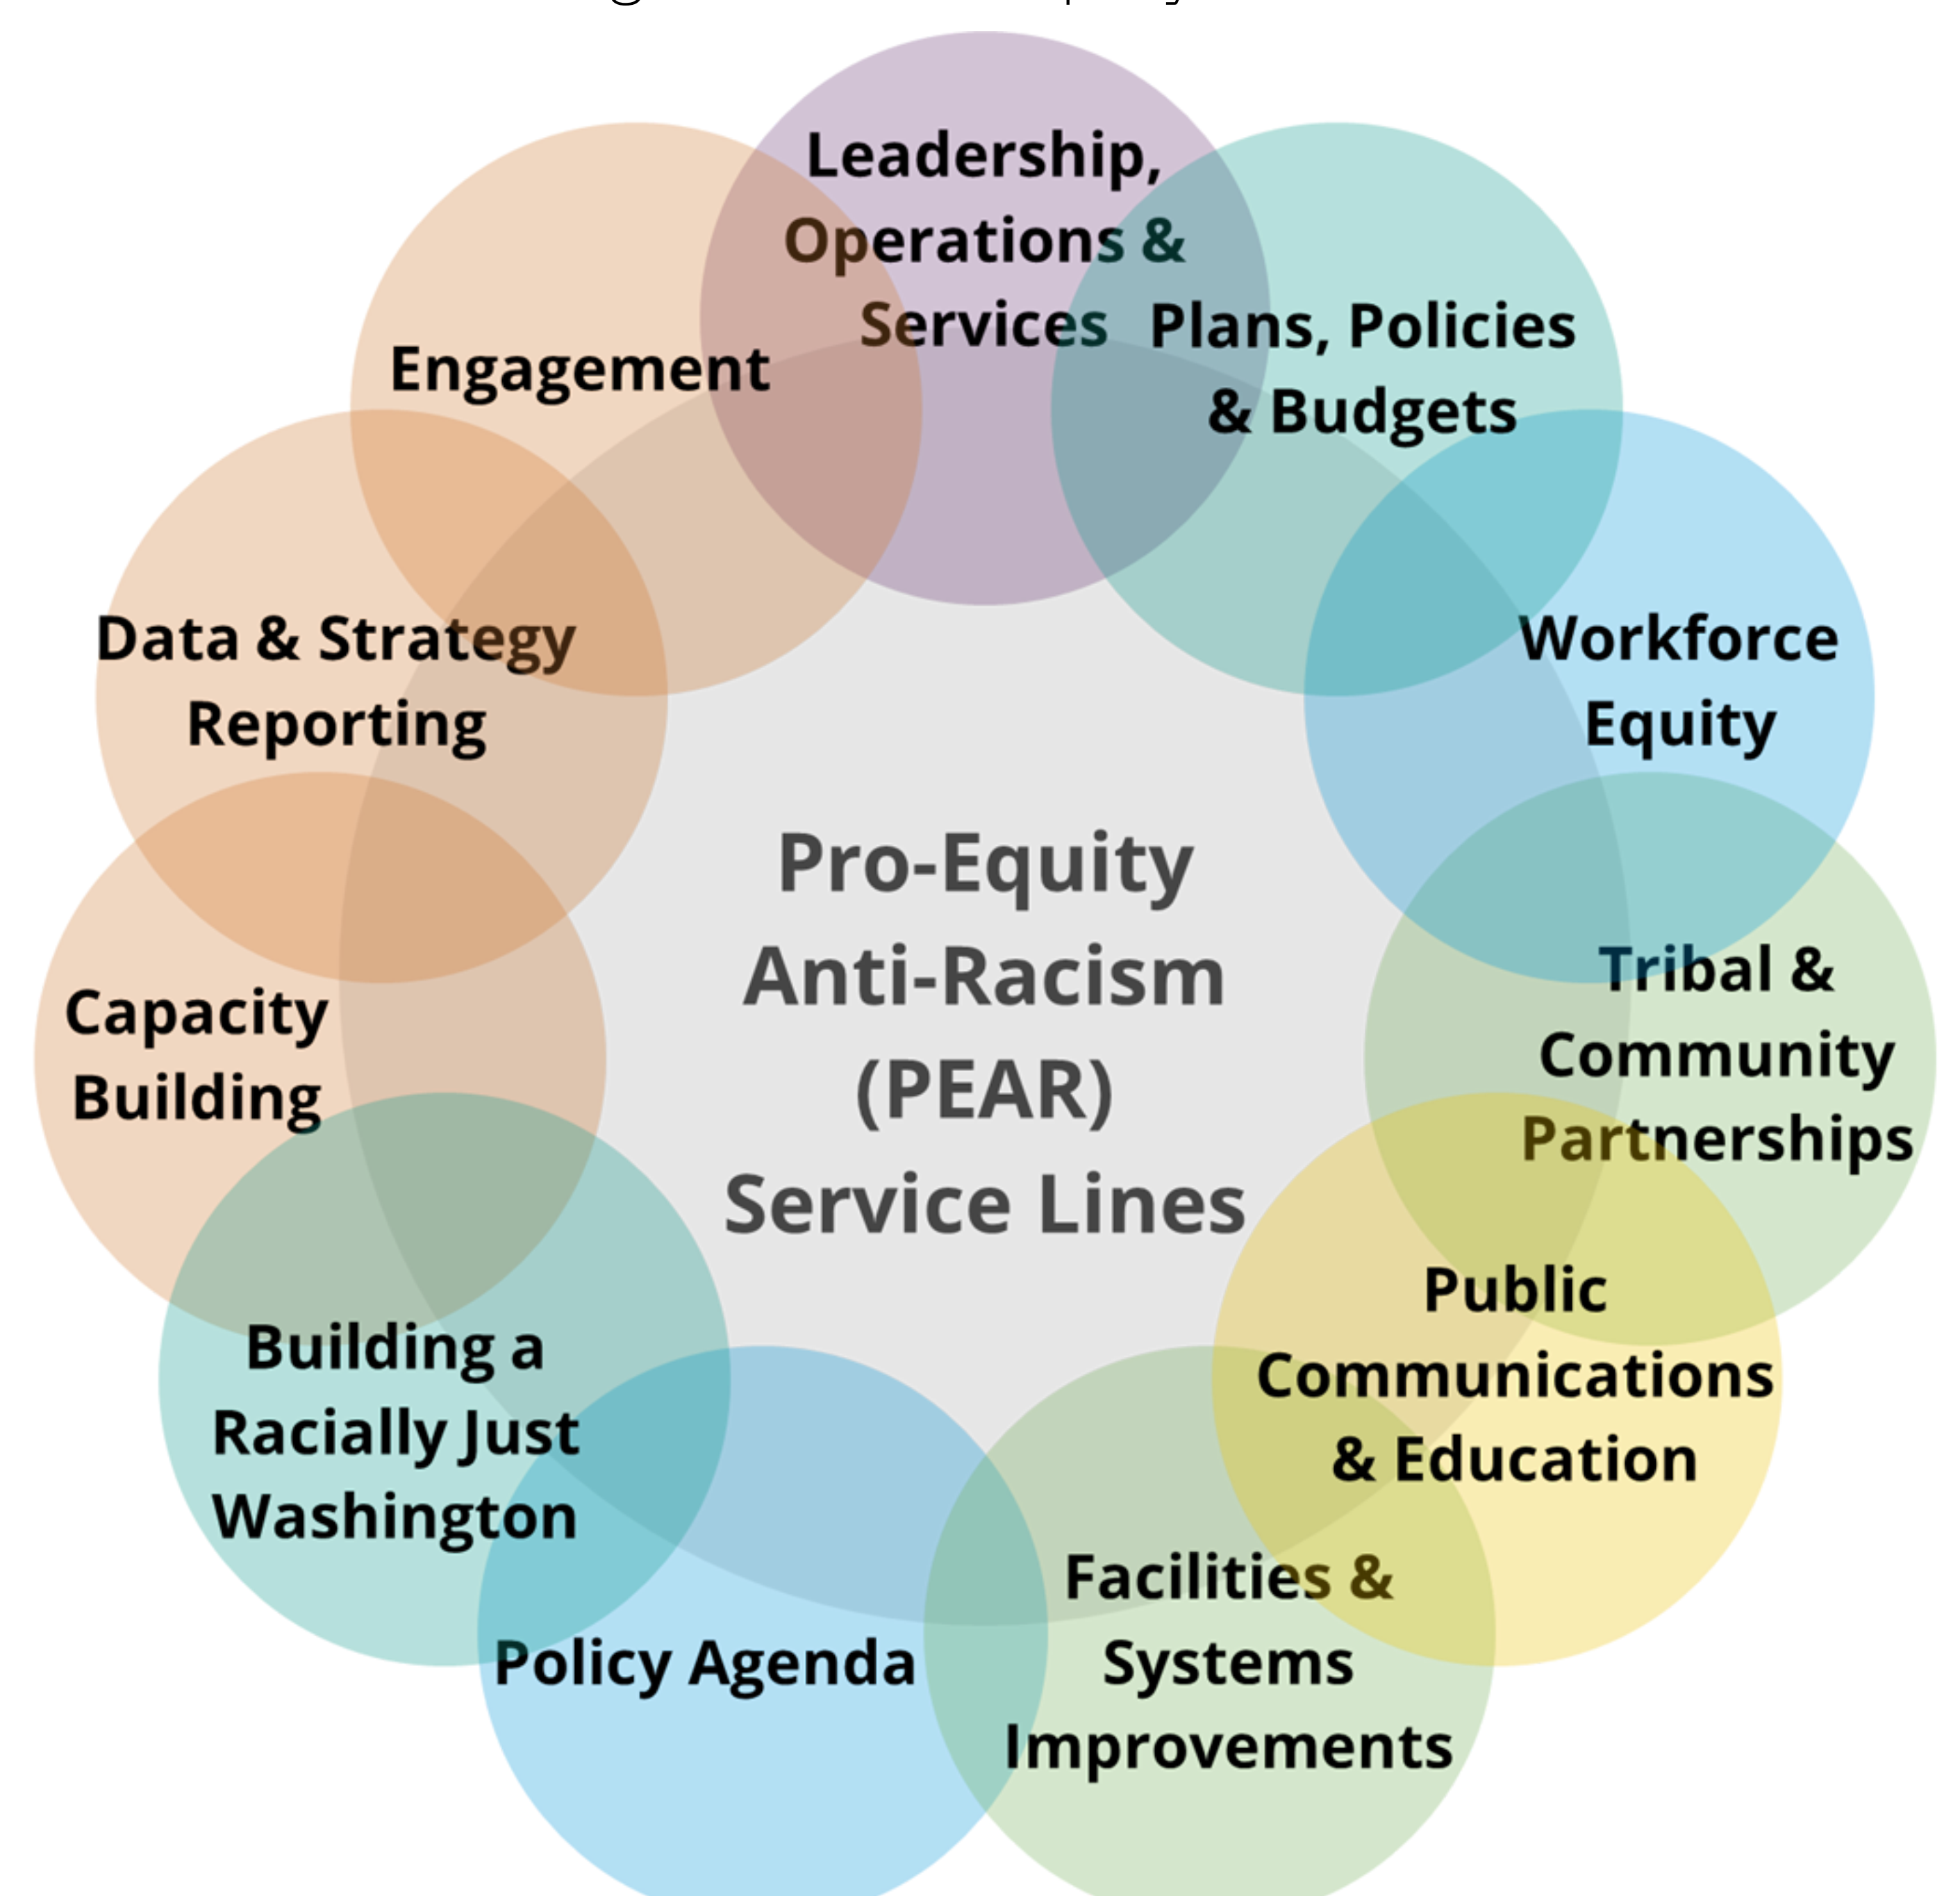 Leadership,
Operations &
Services
Plans, Policies
& Budgets
Workforce
Equity
Tribal &
Community
Partnerships
Public
Communications
& Education
Facilities &
Systems
Improvements
Policy Agenda
Building a
Racially Just
Washington
Capacity
Building
Data & Strategy
Reporting
Engagement
Pro-Equity
Anti-Racism
(PEAR)
Service Lines